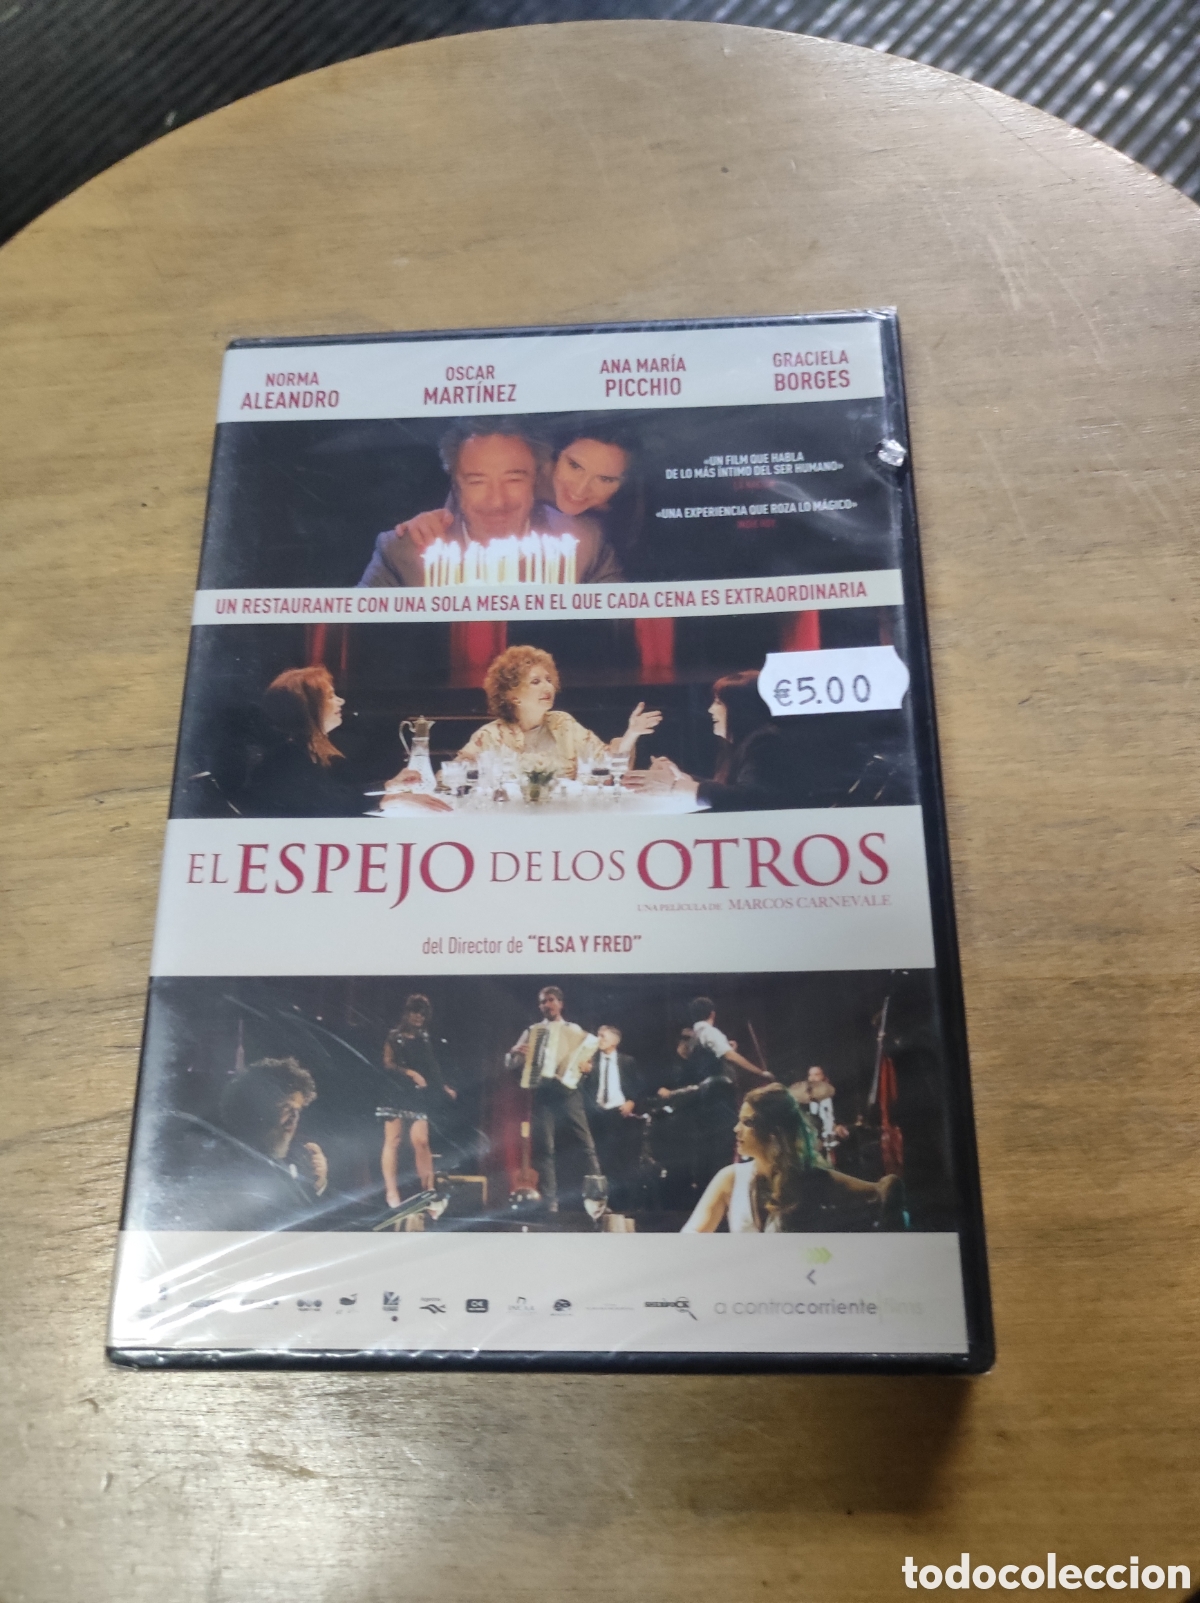 NORMA
ALEANDRO
OSCAR
MARTÍNEZ
ANA MARÍA
PICCHIO
GRACIELA
BORGES
«UN FILM QUE HABLA
DE LO MÁS ÍNTIMO DEL SER HUMANO»
«UNA EXPERIENCIA QUE ROZA LO MÁGICO»
UN RESTAURANTE CON UNA SOLA MESA EN EL QUE CADA CENA ES EXTRAORDINARIA
€5.00
EL ESPEJO DE LOS OTROS
UNA PELÍCULA DE MARCOS CARNEVALE
del Director de "ELSA Y FRED"
a contracorriente films
todocoleccion